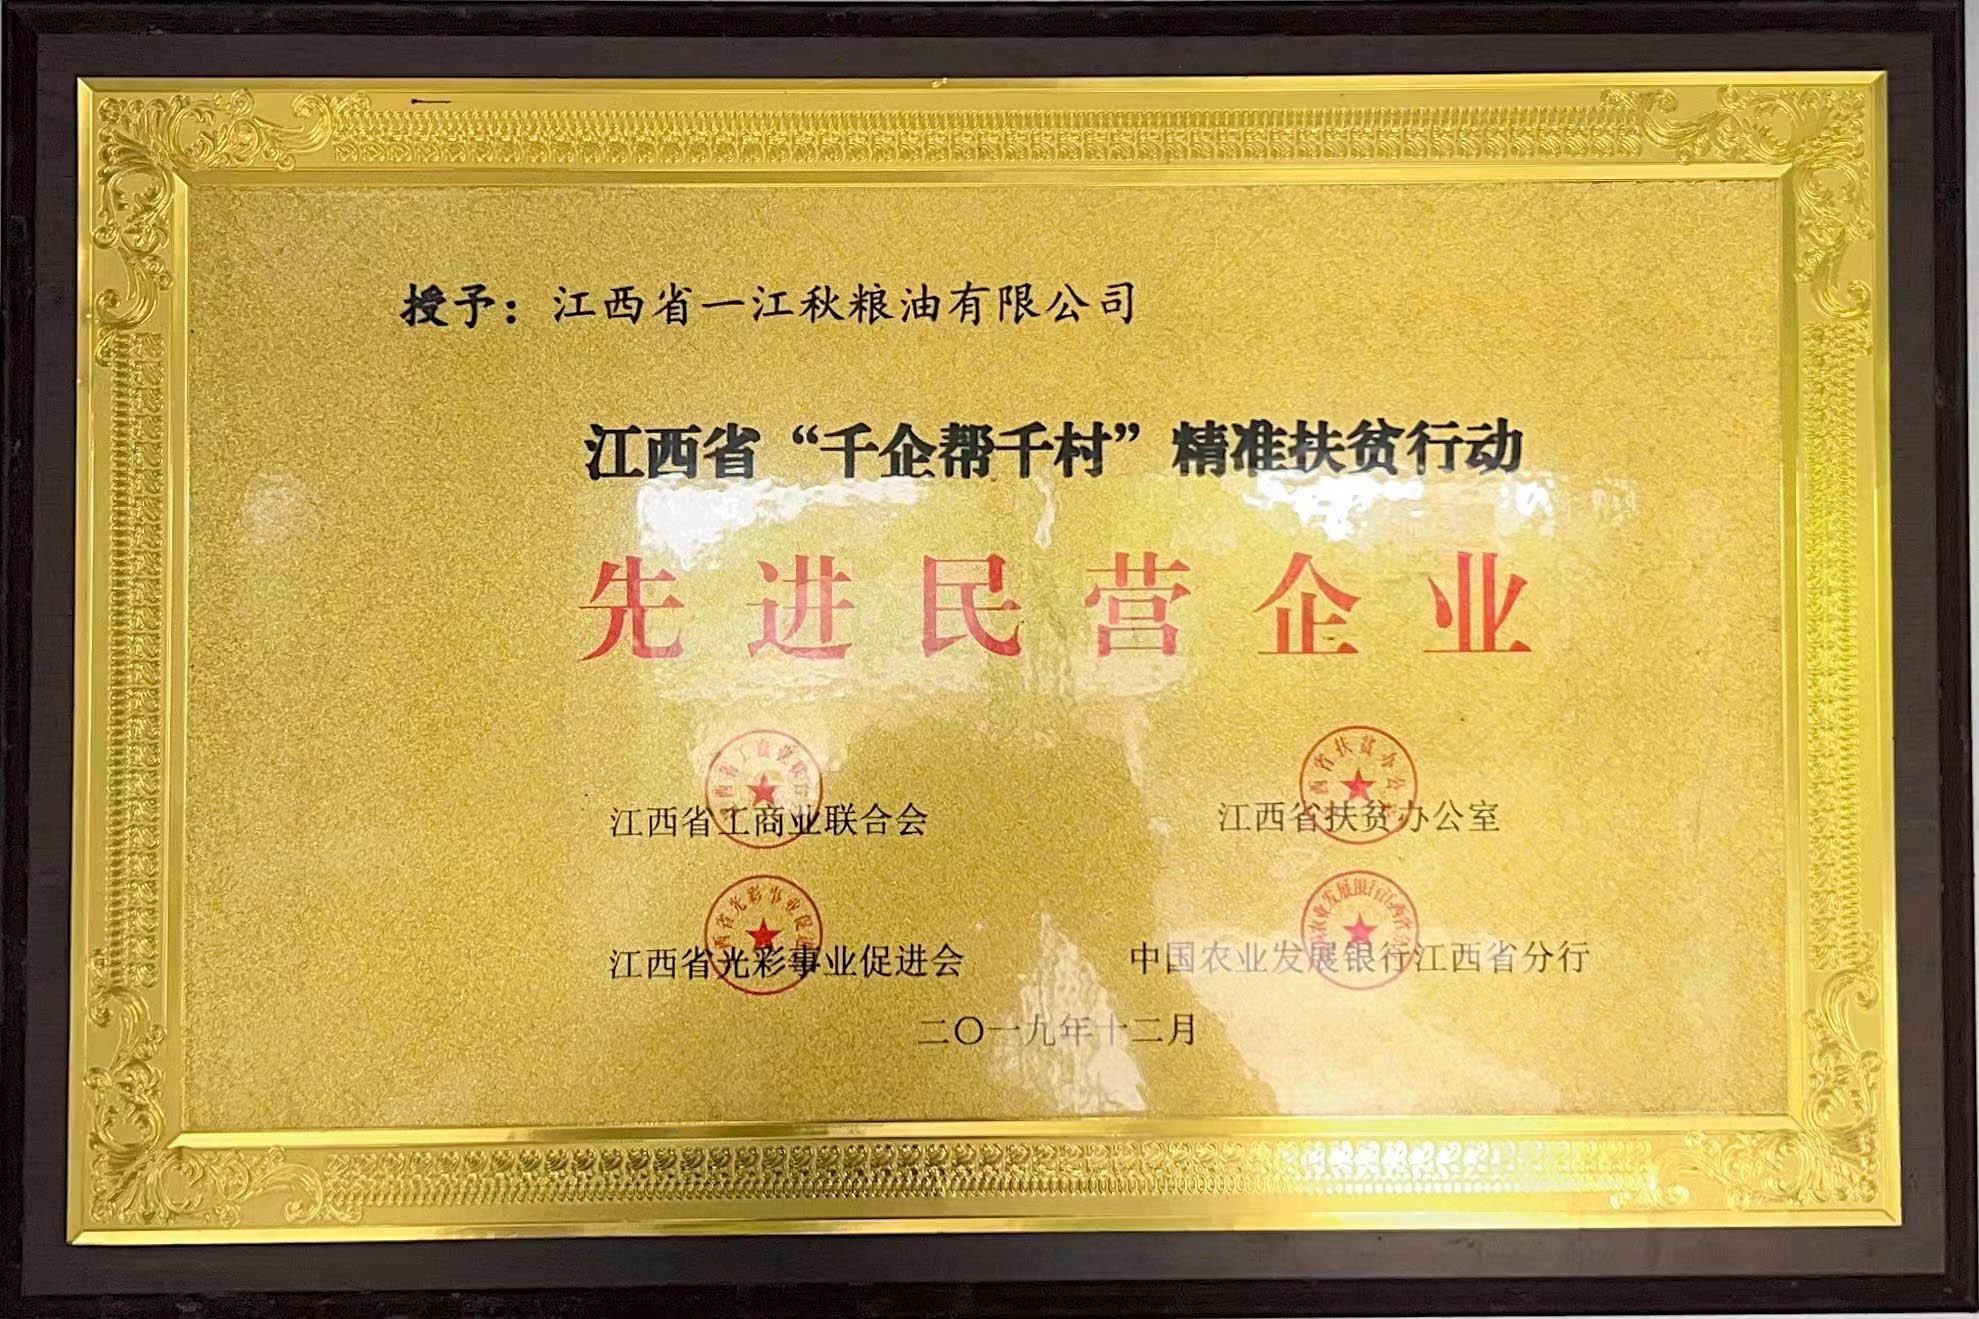 授予：江西省一江秋粮油有限公司
江西省“千企帮千村”精准扶贫行动
先进民营企业
江西省工商业联合会 江西省扶贫办公室
江西省光彩事业促进会 中国农业发展银行江西省分行
二〇一九年十二月